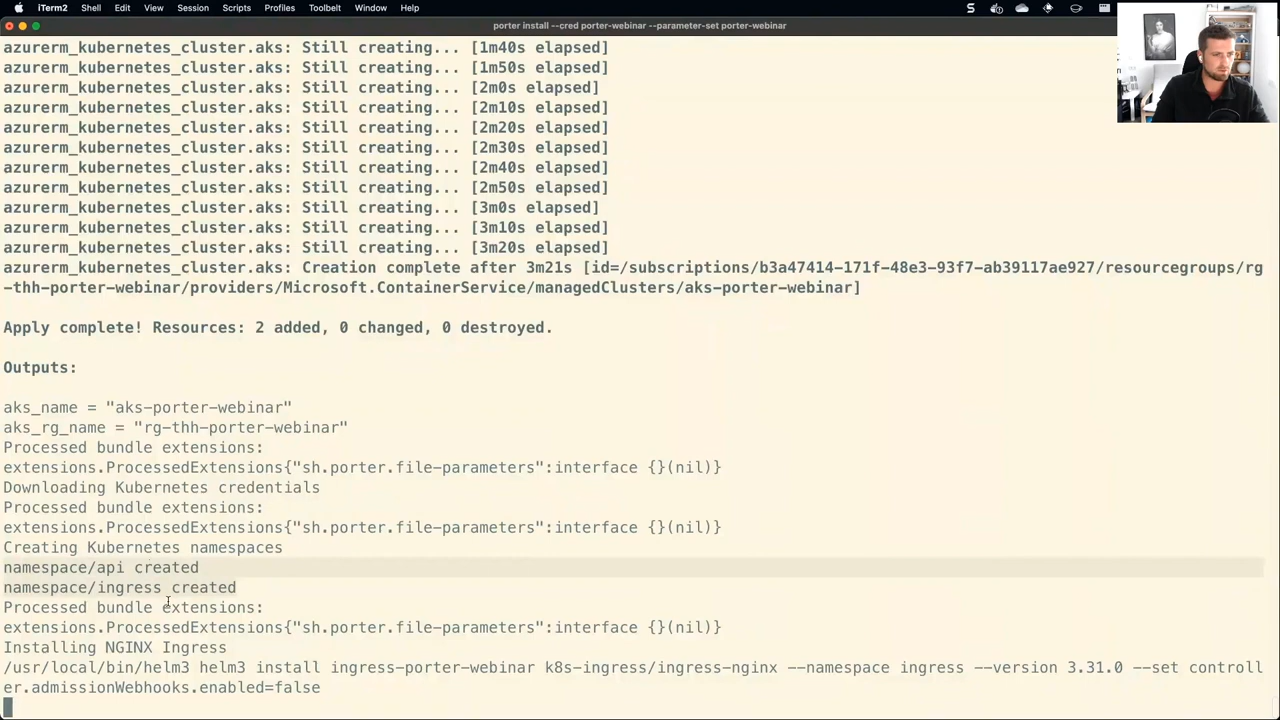 iTerm2 Shell Edit View Session Scripts Profiles Toolbelt Window Help
porter install --cred porter-webinar --parameter-set porter-webinar
azurerm_kubernetes_cluster.aks: Still creating... [1m40s elapsed]
azurerm_kubernetes_cluster.aks: Still creating... [1m50s elapsed]
azurerm_kubernetes_cluster.aks: Still creating... [2m0s elapsed]
azurerm_kubernetes_cluster.aks: Still creating... [2m10s elapsed]
azurerm_kubernetes_cluster.aks: Still creating... [2m20s elapsed]
azurerm_kubernetes_cluster.aks: Still creating... [2m30s elapsed]
azurerm_kubernetes_cluster.aks: Still creating... [2m40s elapsed]
azurerm_kubernetes_cluster.aks: Still creating... [2m50s elapsed]
azurerm_kubernetes_cluster.aks: Still creating... [3m0s elapsed]
azurerm_kubernetes_cluster.aks: Still creating... [3m10s elapsed]
azurerm_kubernetes_cluster.aks: Still creating... [3m20s elapsed]
azurerm_kubernetes_cluster.aks: Creation complete after 3m21s [id=/subscriptions/b3a47414-171f-48e3-93f7-ab39117ae927/resourcegroups/rg
-thh-porter-webinar/providers/Microsoft.ContainerService/managedClusters/aks-porter-webinar]
Apply complete! Resources: 2 added, 0 changed, 0 destroyed.
Outputs:
aks_name = "aks-porter-webinar"
aks_rg_name = "rg-thh-porter-webinar"
Processed bundle extensions:
extensions.ProcessedExtensions{"sh.porter.file-parameters":interface {}(nil)}
Downloading Kubernetes credentials
Processed bundle extensions:
extensions.ProcessedExtensions{"sh.porter.file-parameters":interface {}(nil)}
Creating Kubernetes namespaces
namespace/api created
namespace/ingress created
Processed bundle extensions:
extensions.ProcessedExtensions{"sh.porter.file-parameters":interface {}(nil)}
Installing NGINX Ingress
/usr/local/bin/helm3 helm3 install ingress-porter-webinar k8s-ingress/ingress-nginx --namespace ingress --version 3.31.0 --set controll
er.admissionWebhooks.enabled=false